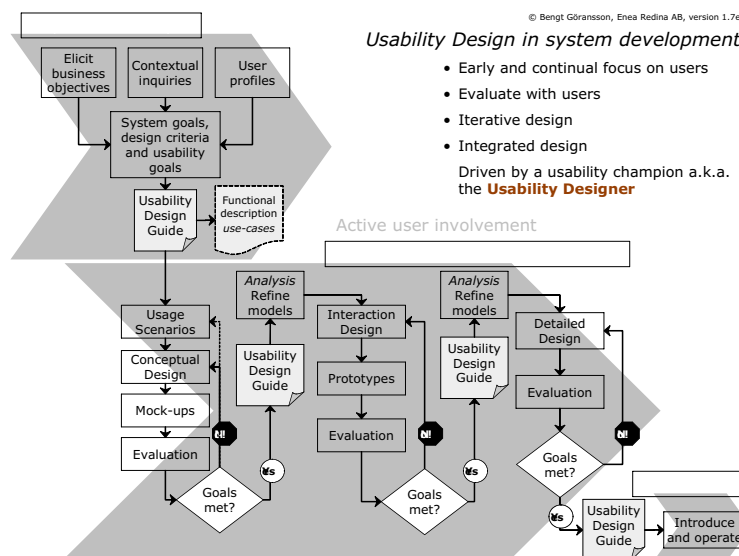 © Bengt Göransson, Enea Redina AB, version 1.7e
Usability Design in system development
• Early and continual focus on users
• Evaluate with users
• Iterative design
• Integrated design
Driven by a usability champion a.k.a.
the Usability Designer
Elicit
business
objectives
Contextual
inquiries
User
profiles
System goals,
design criteria
and usability
goals
Usability
Design
Guide
Functional
description
use-cases
Active user involvement
Usage
Scenarios
Conceptual
Design
Mock-ups
Evaluation
Goals
met?
Analysis
Refine
models
Usability
Design
Guide
Yes
Interaction
Design
Prototypes
Evaluation
Goals
met?
Analysis
Refine
models
Usability
Design
Guide
Yes
Detailed
Design
Evaluation
Goals
met?
Yes
Usability
Design
Guide
Introduce
and operate